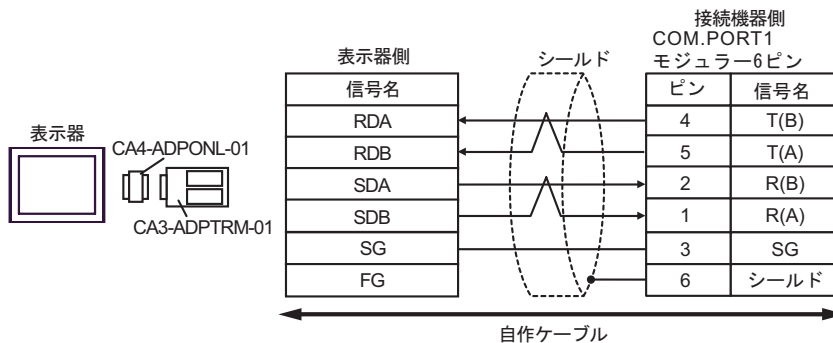 接続機器側
COM.PORT1
モジュラー6ピン
表示器側
シールド
信号名
ピン 信号名
RDA 4 T(B)
RDB 5 T(A)
SDA 2 R(B)
SDB 1 R(A)
SG 3 SG
FG 6 シールド
表示器
CA4-ADPONL-01
CA3-ADPTRM-01
自作ケーブル